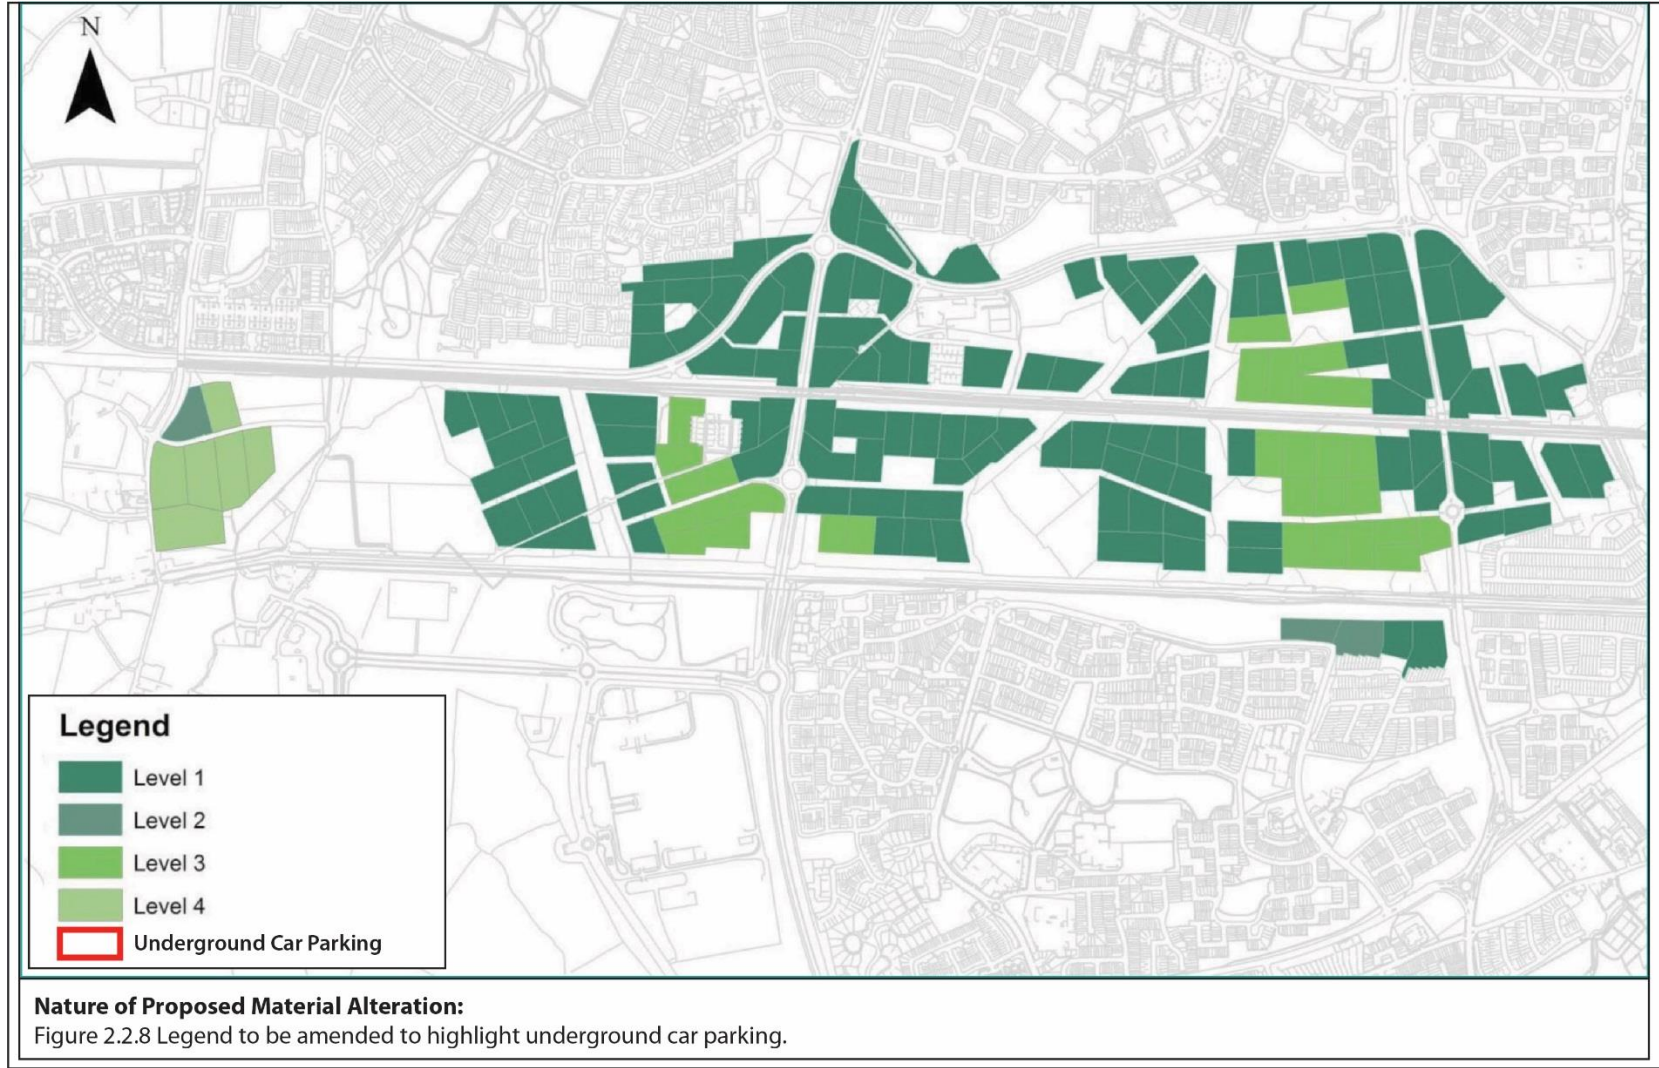 N
Legend
Level 1
Level 2
Level 3
Level 4
Underground Car Parking
Nature of Proposed Material Alteration:
Figure 2.2.8 Legend to be amended to highlight underground car parking.